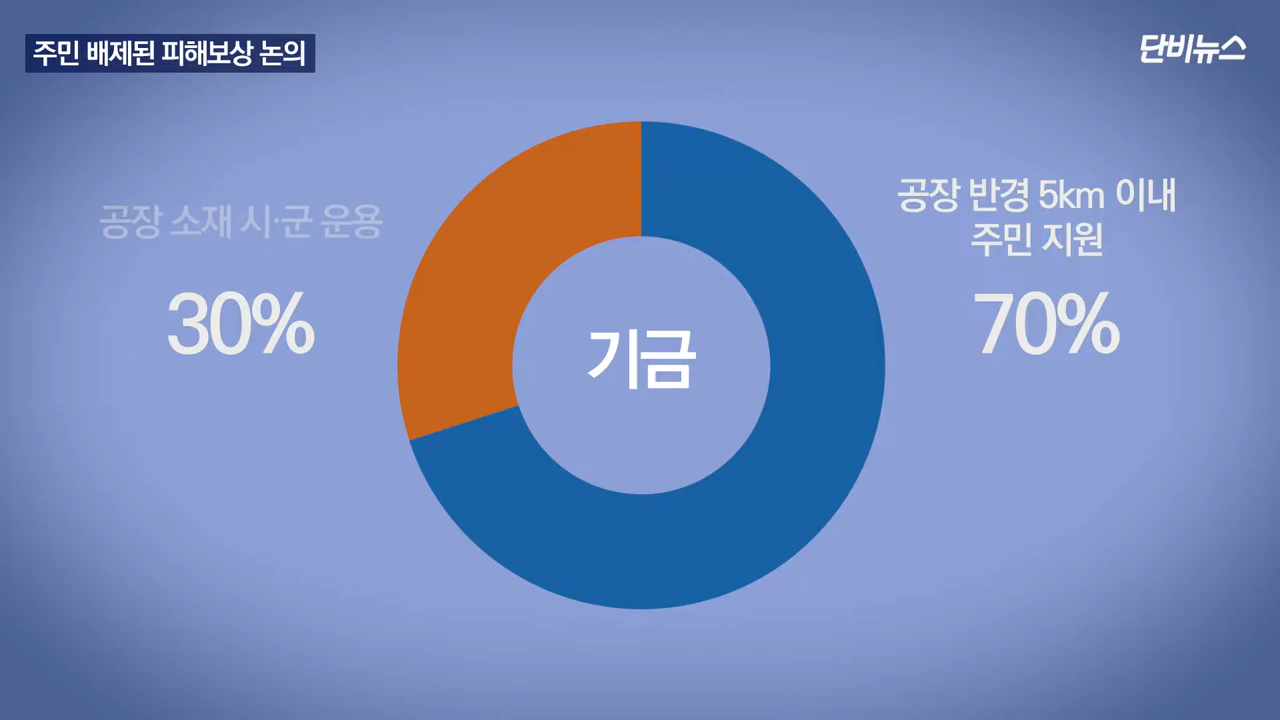 주민 배제된 피해보상 논의
단비뉴스
공장 소재 시·군 운용
30%
기금
공장 반경 5km 이내
주민 지원
70%